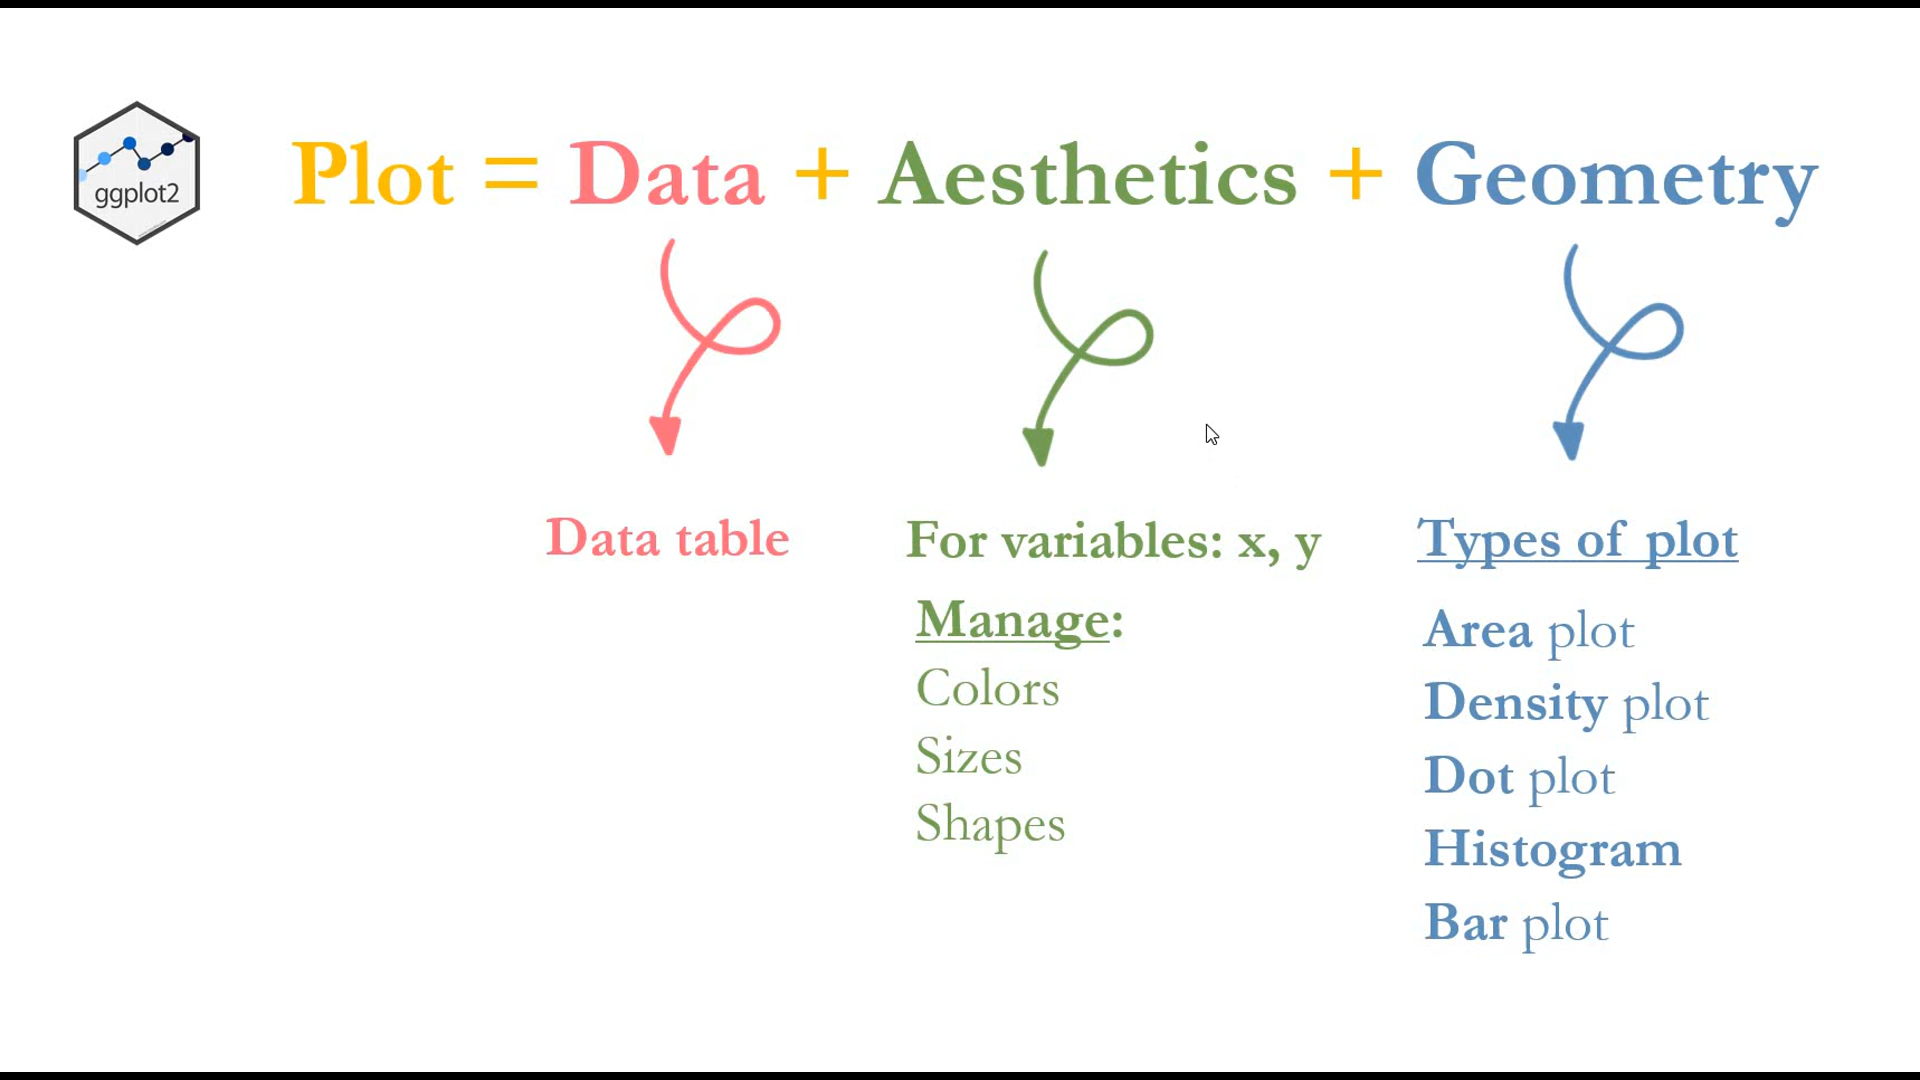 ggplot2
Plot = Data + Aesthetics + Geometry
Data table
For variables: x, y
Manage:
Colors
Sizes
Shapes
Types of plot
Area plot
Density plot
Dot plot
Histogram
Bar plot